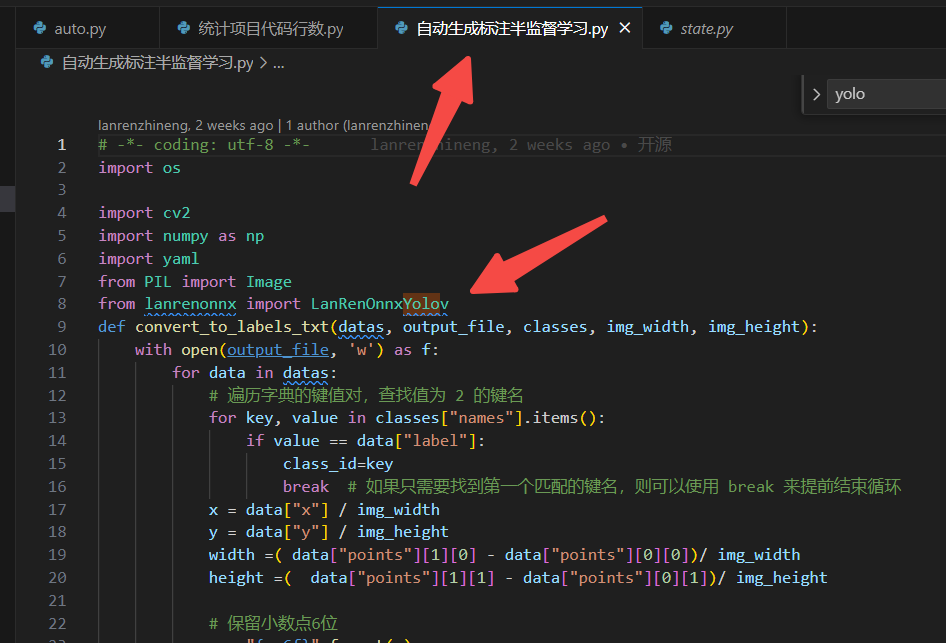 auto.py 统计项目代码行数.py 自动生成标注半监督学习.py state.py
自动生成标注半监督学习.py > ...
yolo
lanrenzhineng, 2 weeks ago | 1 author (lanrenzhineng
1 # -*- coding: utf-8 -*- lanrenzhineng, 2 weeks ago • 开源
2 import os
3
4 import cv2
5 import numpy as np
6 import yaml
7 from PIL import Image
8 from lanrenonnx import LanRenOnnxYolov
9 def convert_to_labels_txt(datas, output_file, classes, img_width, img_height):
10 with open(output_file, 'w') as f:
11 for data in datas:
12 # 遍历字典的键值对，查找值为 2 的键名
13 for key, value in classes["names"].items():
14 if value == data["label"]:
15 class_id=key
16 break # 如果只需要找到第一个匹配的键名，则可以使用 break 来提前结束循环
17 x = data["x"] / img_width
18 y = data["y"] / img_height
19 width =( data["points"][1][0] - data["points"][0][0])/ img_width
20 height =( data["points"][1][1] - data["points"][0][1])/ img_height
21
22 # 保留小数点6位